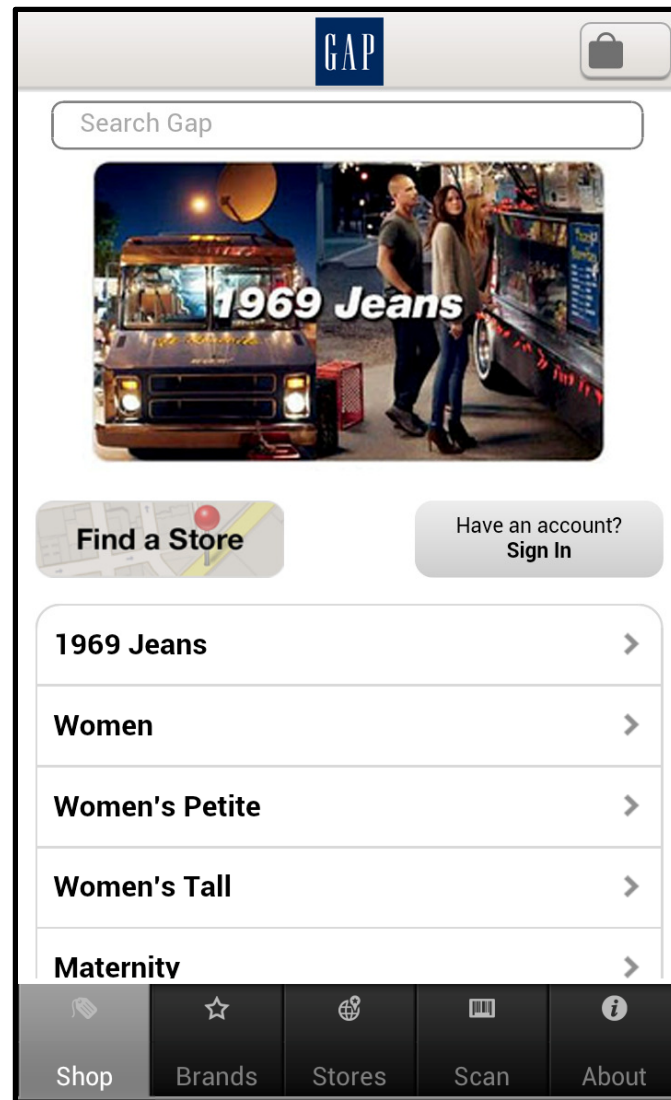 GAP
Search Gap
1969 Jeans
Find a Store
Have an account?
Sign In
1969 Jeans
Women
Women's Petite
Women's Tall
Maternity
Shop
Brands
Stores
Scan
About